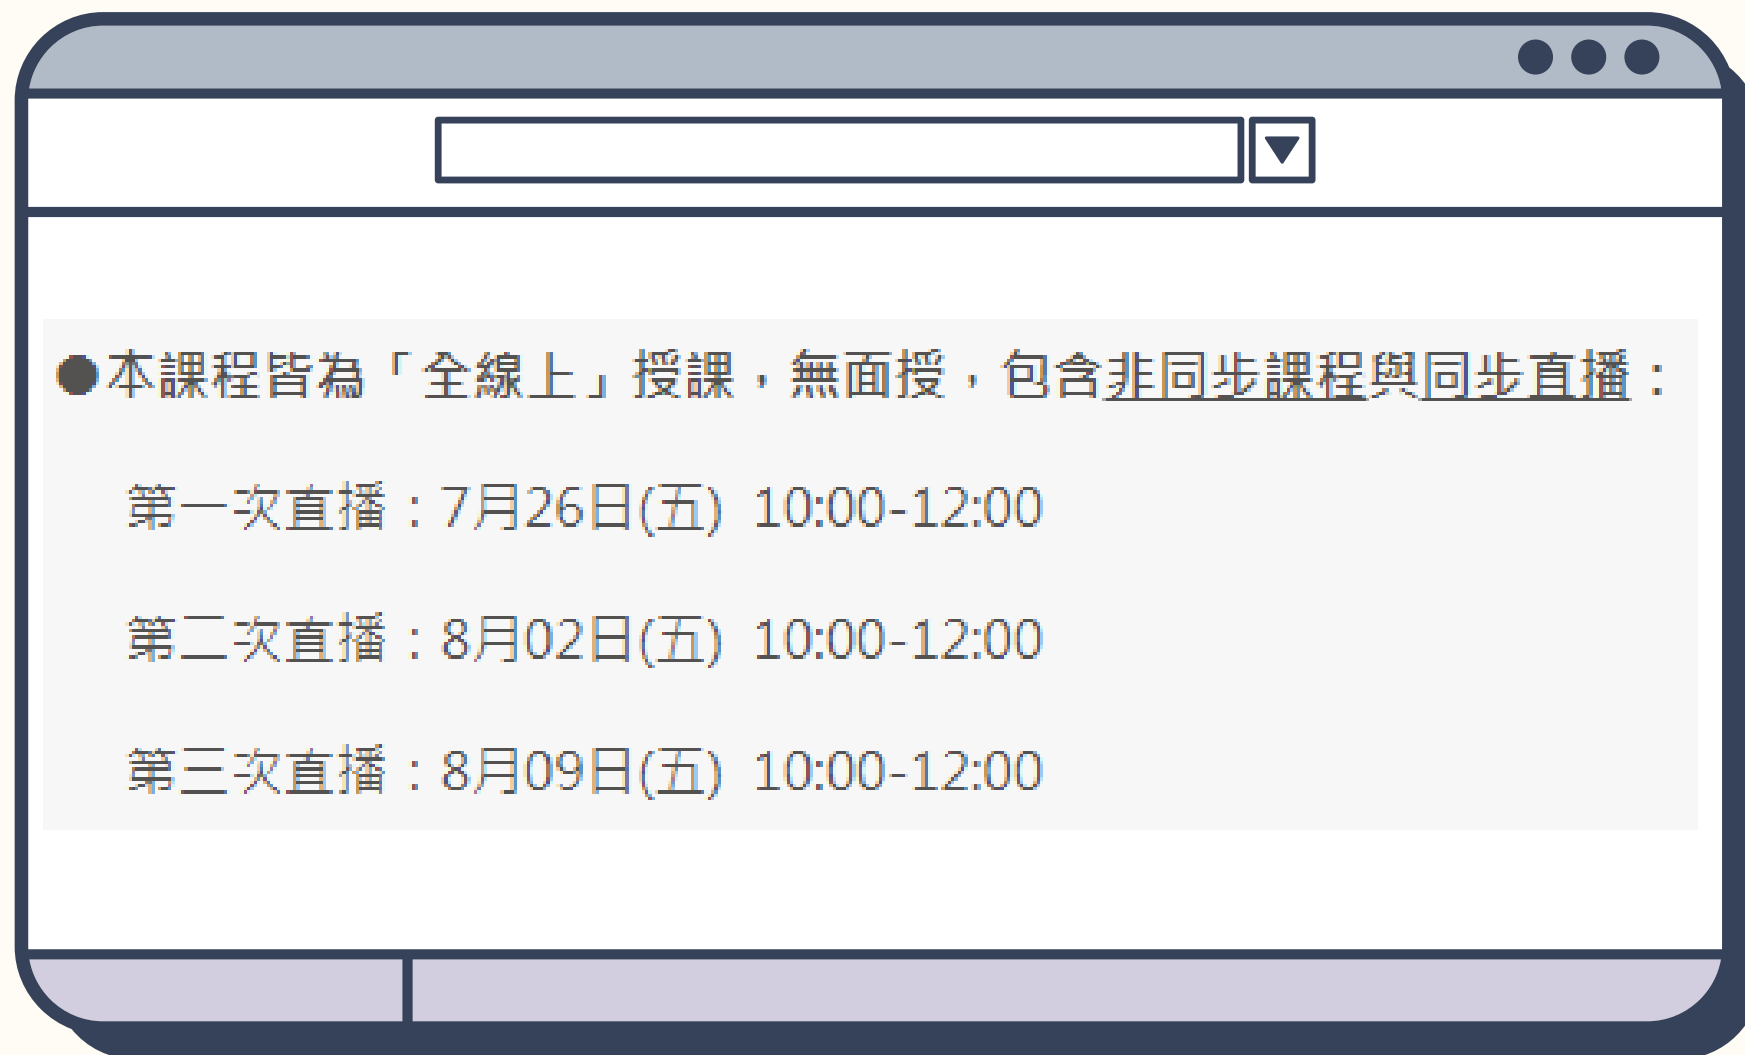 ●本課程皆為「全線上」授課，無面授，包含非同步課程與同步直播：
第一次直播：7月26日(五) 10:00-12:00
第二次直播：8月02日(五) 10:00-12:00
第三次直播：8月09日(五) 10:00-12:00